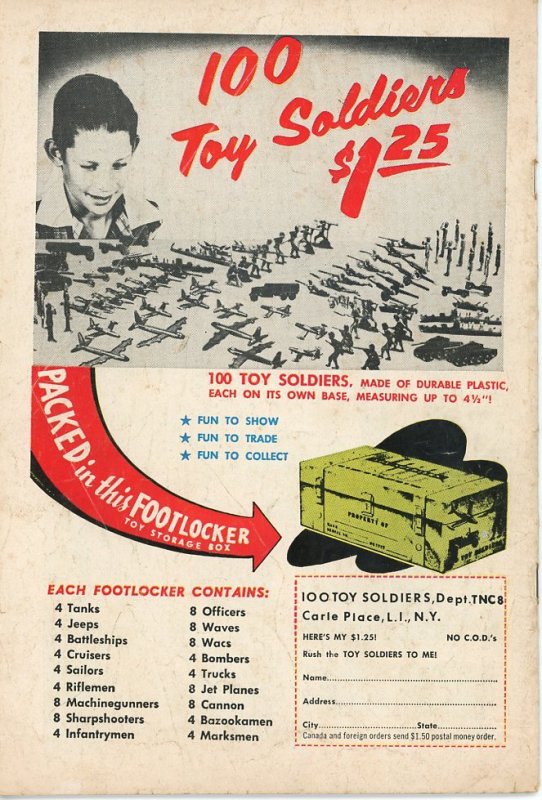 100
Toy Soldiers
$1.25
100 TOY SOLDIERS, MADE OF DURABLE PLASTIC,
EACH ON ITS OWN BASE, MEASURING UP TO 4½"!
★ FUN TO SHOW
★ FUN TO TRADE
★ FUN TO COLLECT
PACKED in this FOOTLOCKER
TOY STORAGE BOX
PROPERTY OF
TOY SOLDIERS
EACH FOOTLOCKER CONTAINS:
4 Tanks
4 Jeeps
4 Battleships
4 Cruisers
4 Sailors
4 Riflemen
8 Machinegunners
8 Sharpshooters
4 Infantrymen
8 Officers
8 Waves
8 Wacs
4 Bombers
4 Trucks
8 Jet Planes
8 Cannon
4 Bazookamen
4 Marksmen
100 TOY SOLDIERS, Dept. TNC8
Carle Place, L.I., N.Y.
HERE'S MY $1.25! NO C.O.D.'s
Rush the TOY SOLDIERS TO ME!
Name
Address
City State
Canada and foreign orders send $1.50 postal money order.